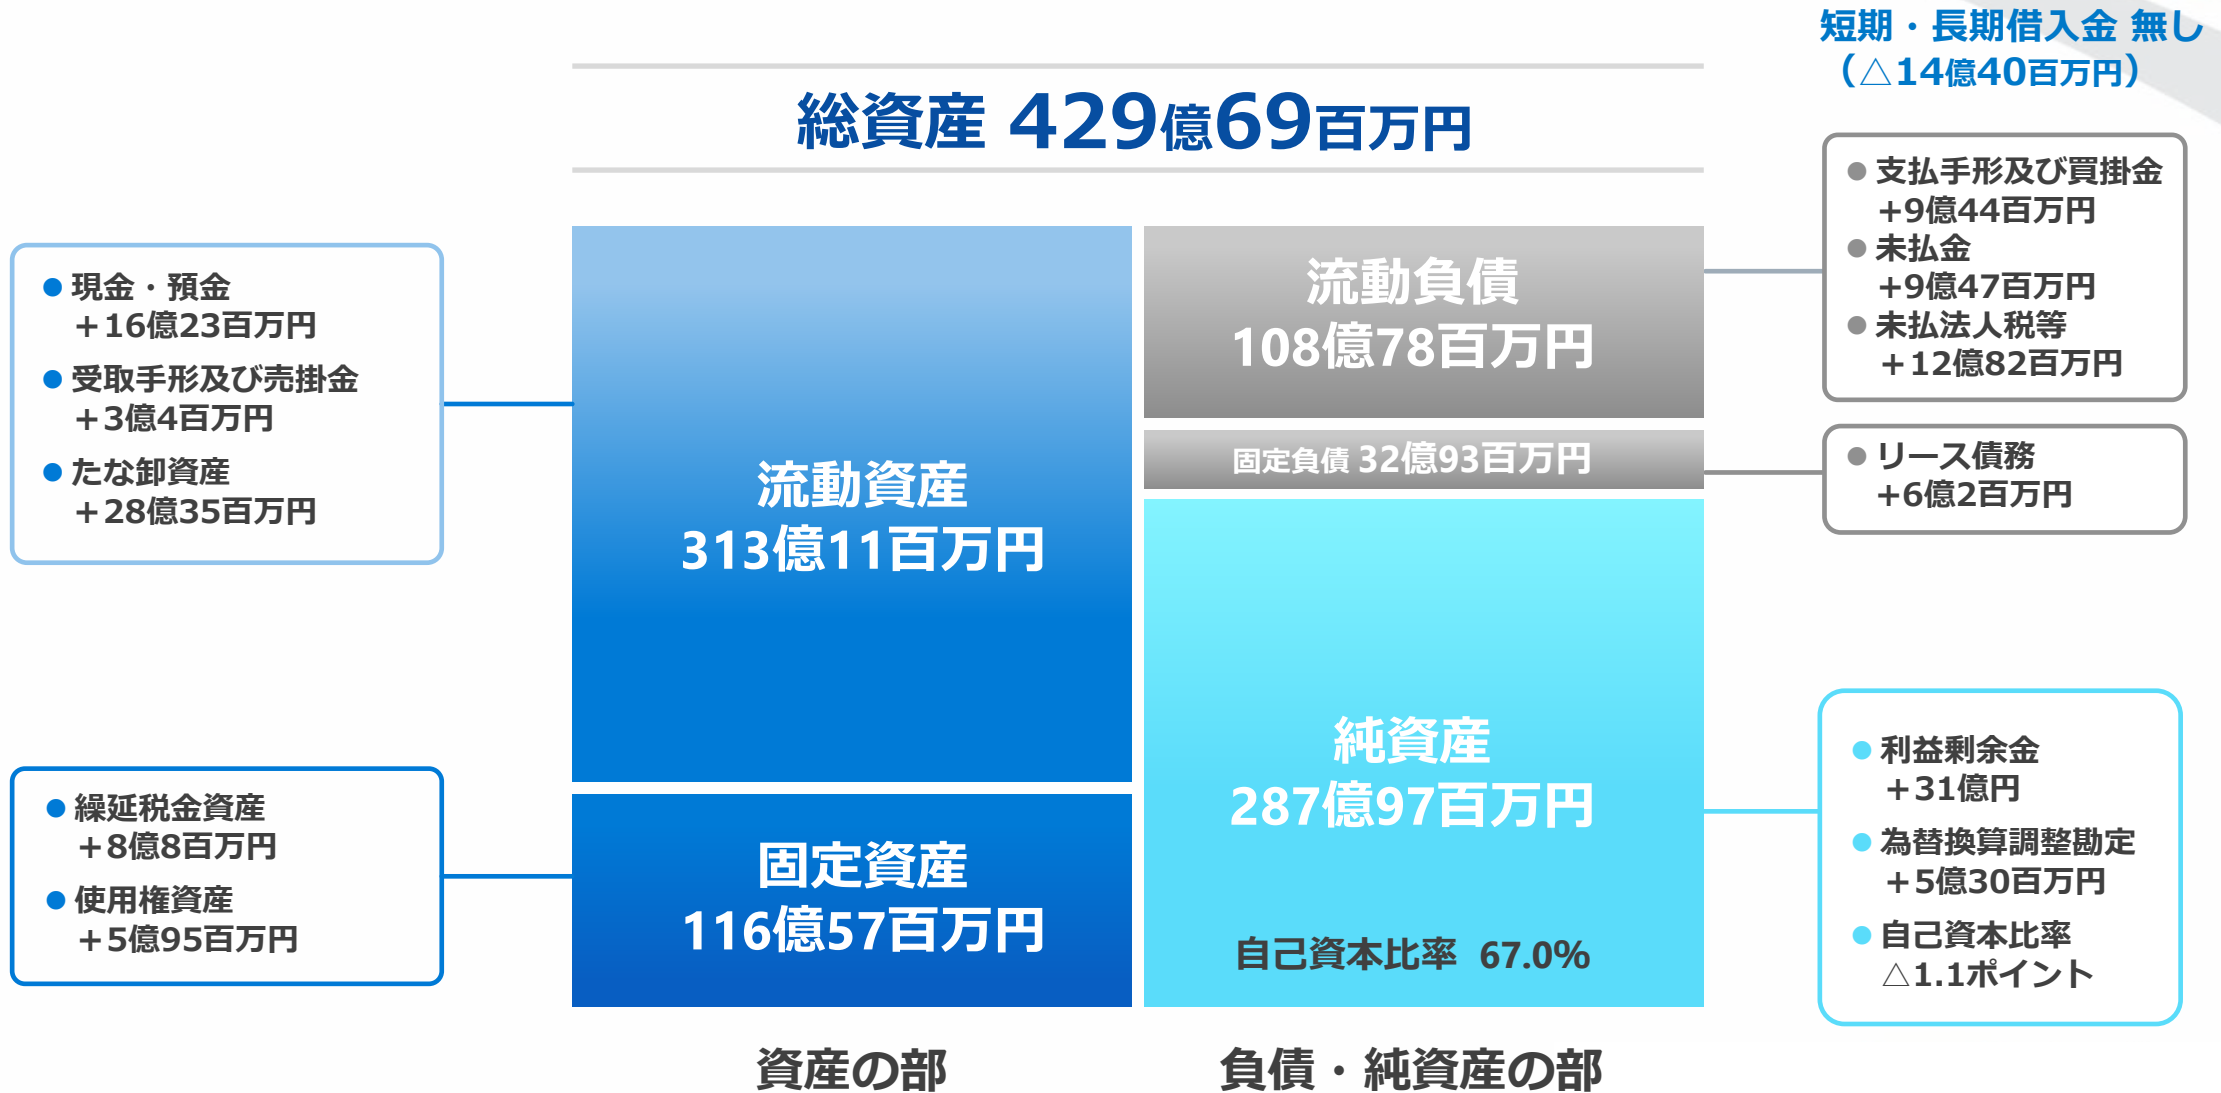 短期・長期借入金 無し
（△14億40百万円）
総資産 429億69百万円
● 現金・預金
＋16億23百万円
● 受取手形及び売掛金
＋3億4百万円
● たな卸資産
＋28億35百万円
● 繰延税金資産
＋8億8百万円
● 使用権資産
＋5億95百万円
流動資産
313億11百万円
固定資産
116億57百万円
資産の部
流動負債
108億78百万円
固定負債 32億93百万円
純資産
287億97百万円
自己資本比率 67.0%
負債・純資産の部
● 支払手形及び買掛金
+9億44百万円
● 未払金
+9億47百万円
● 未払法人税等
＋12億82百万円
● リース債務
+6億2百万円
● 利益剰余金
＋31億円
● 為替換算調整勘定
＋5億30百万円
● 自己資本比率
△1.1ポイント